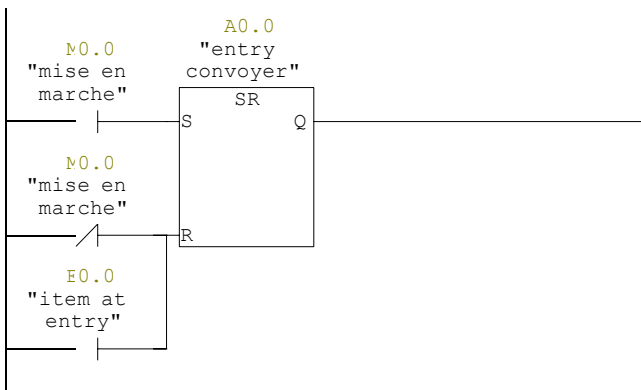 A0.0
"entry
convoyer"
M0.0
"mise en
marche"
SR
S
Q
M0.0
"mise en
marche"
R
E0.0
"item at
entry"